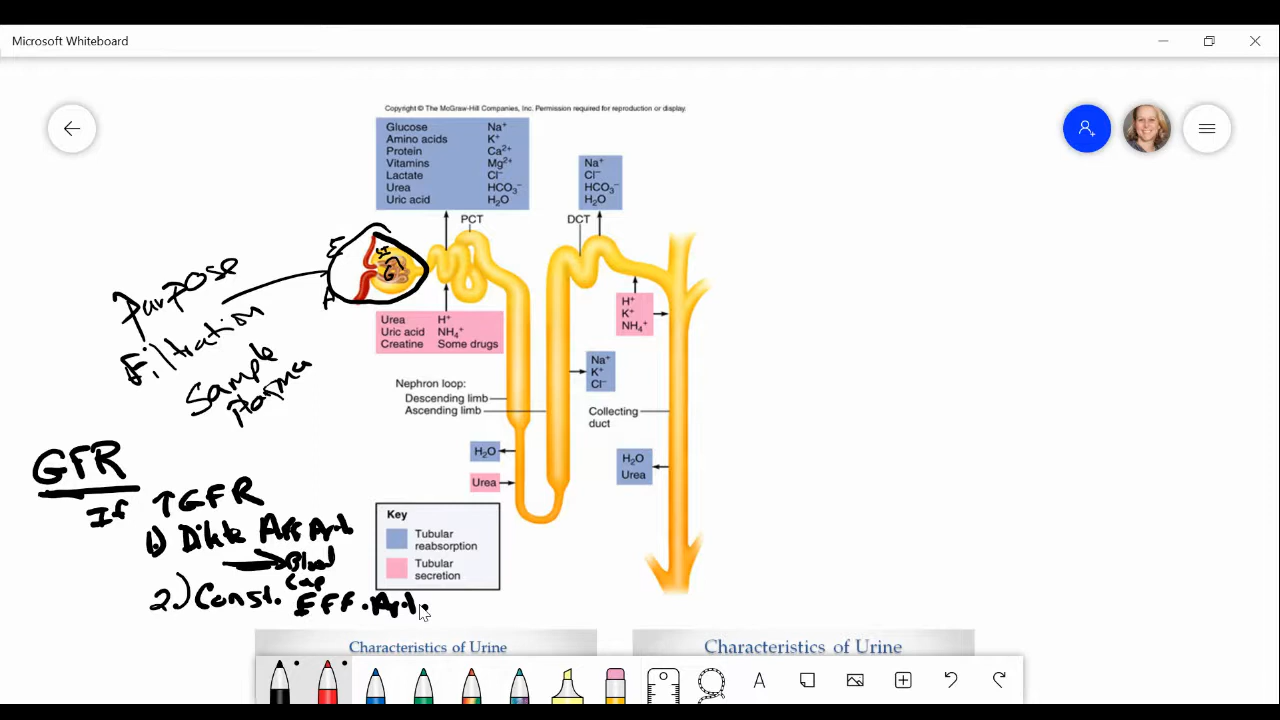 Microsoft Whiteboard
Copyright © The McGraw-Hill Companies, Inc. Permission required for reproduction or display.
Glucose Na⁺
Amino acids K⁺
Protein Ca²⁺
Vitamins Mg²⁺
Lactate Cl⁻
Urea HCO₃⁻
Uric acid H₂O
Na⁺
Cl⁻
HCO₃⁻
H₂O
PCT
DCT
E
G
A
Purpose
Filtration
Sample
Plasma
Urea H⁺
Uric acid NH₄⁺
Creatine Some drugs
H⁺
K⁺
NH₄⁺
Na⁺
K⁺
Cl⁻
Nephron loop:
Descending limb
Ascending limb
Collecting
duct
H₂O
Urea
H₂O
Urea
GFR
If
↑GFR
1.) Dilate Aff Art.
→ Blood
Cap
2.) Const. Eff. Art.
Key
Tubular
reabsorption
Tubular
secretion
Characteristics of Urine
Characteristics of Urine
A